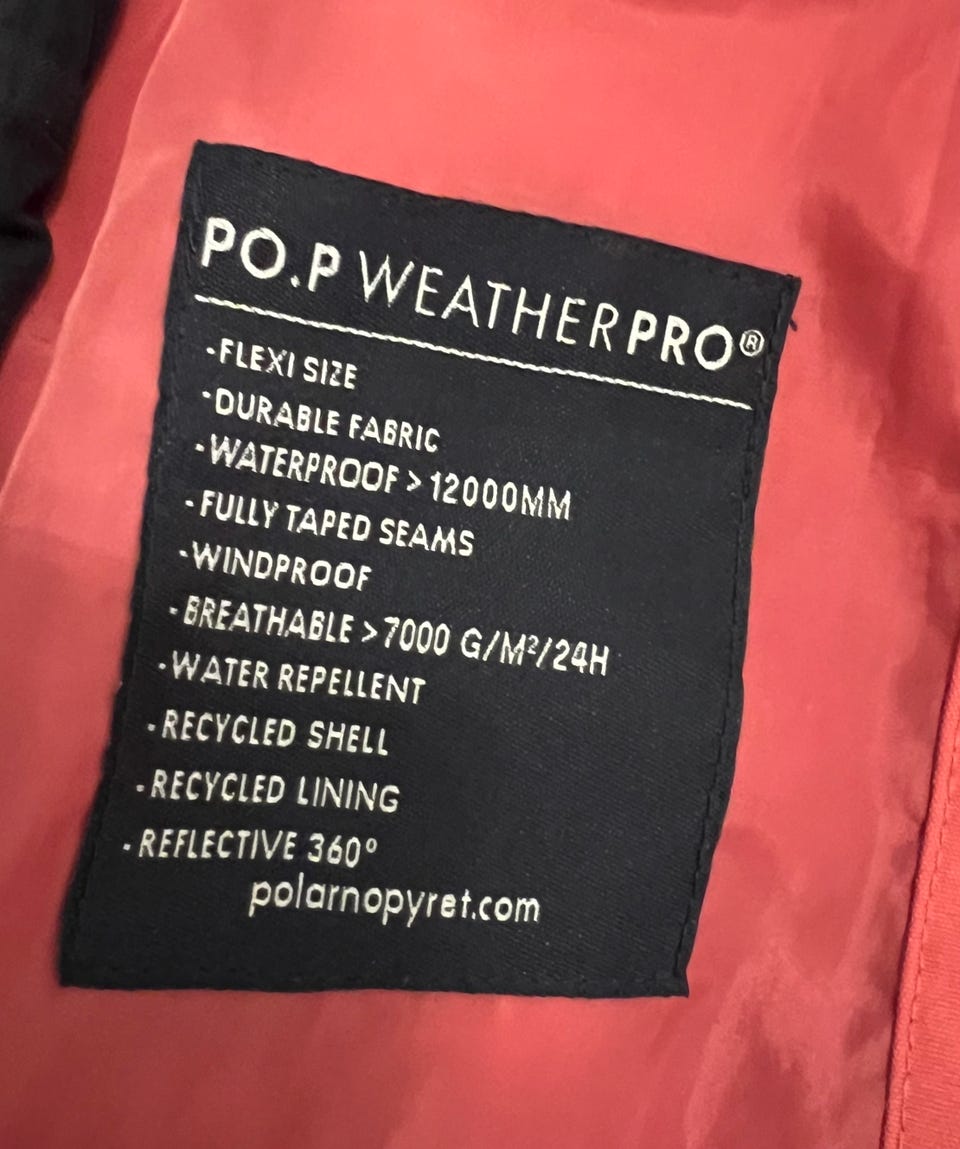 PO.P WEATHERPRO®
-FLEXI SIZE
-DURABLE FABRIC
-WATERPROOF > 12000MM
-FULLY TAPED SEAMS
-WINDPROOF
-BREATHABLE >7000 G/M²/24H
-WATER REPELLENT
-RECYCLED SHELL
-RECYCLED LINING
-REFLECTIVE 360°
polarnopyret.com